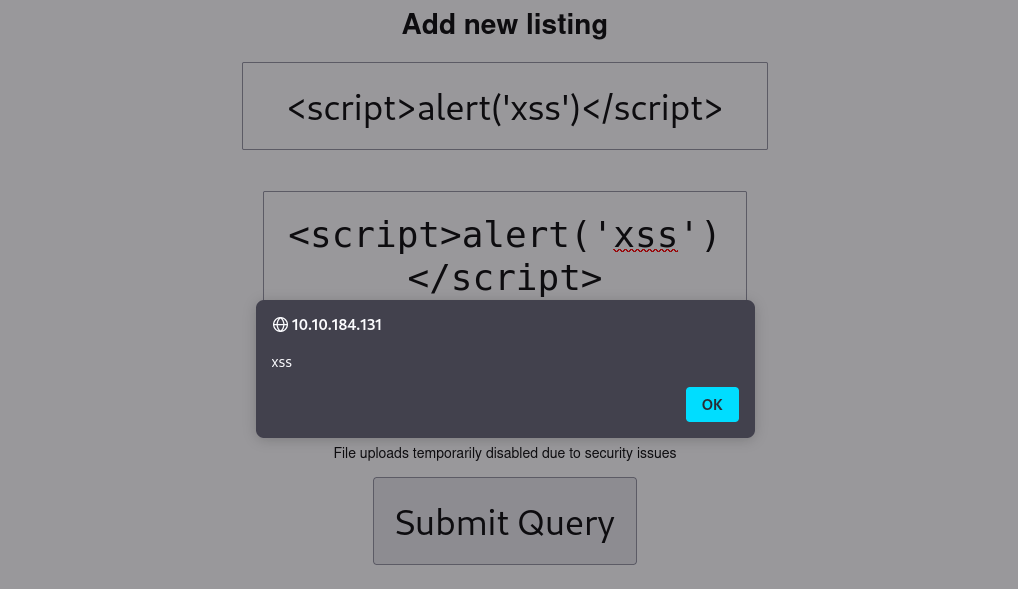 Add new listing
<script>alert('xss')</script>
<script>alert('xss')
</script>
10.10.184.131
xss
OK
File uploads temporarily disabled due to security issues
Submit Query